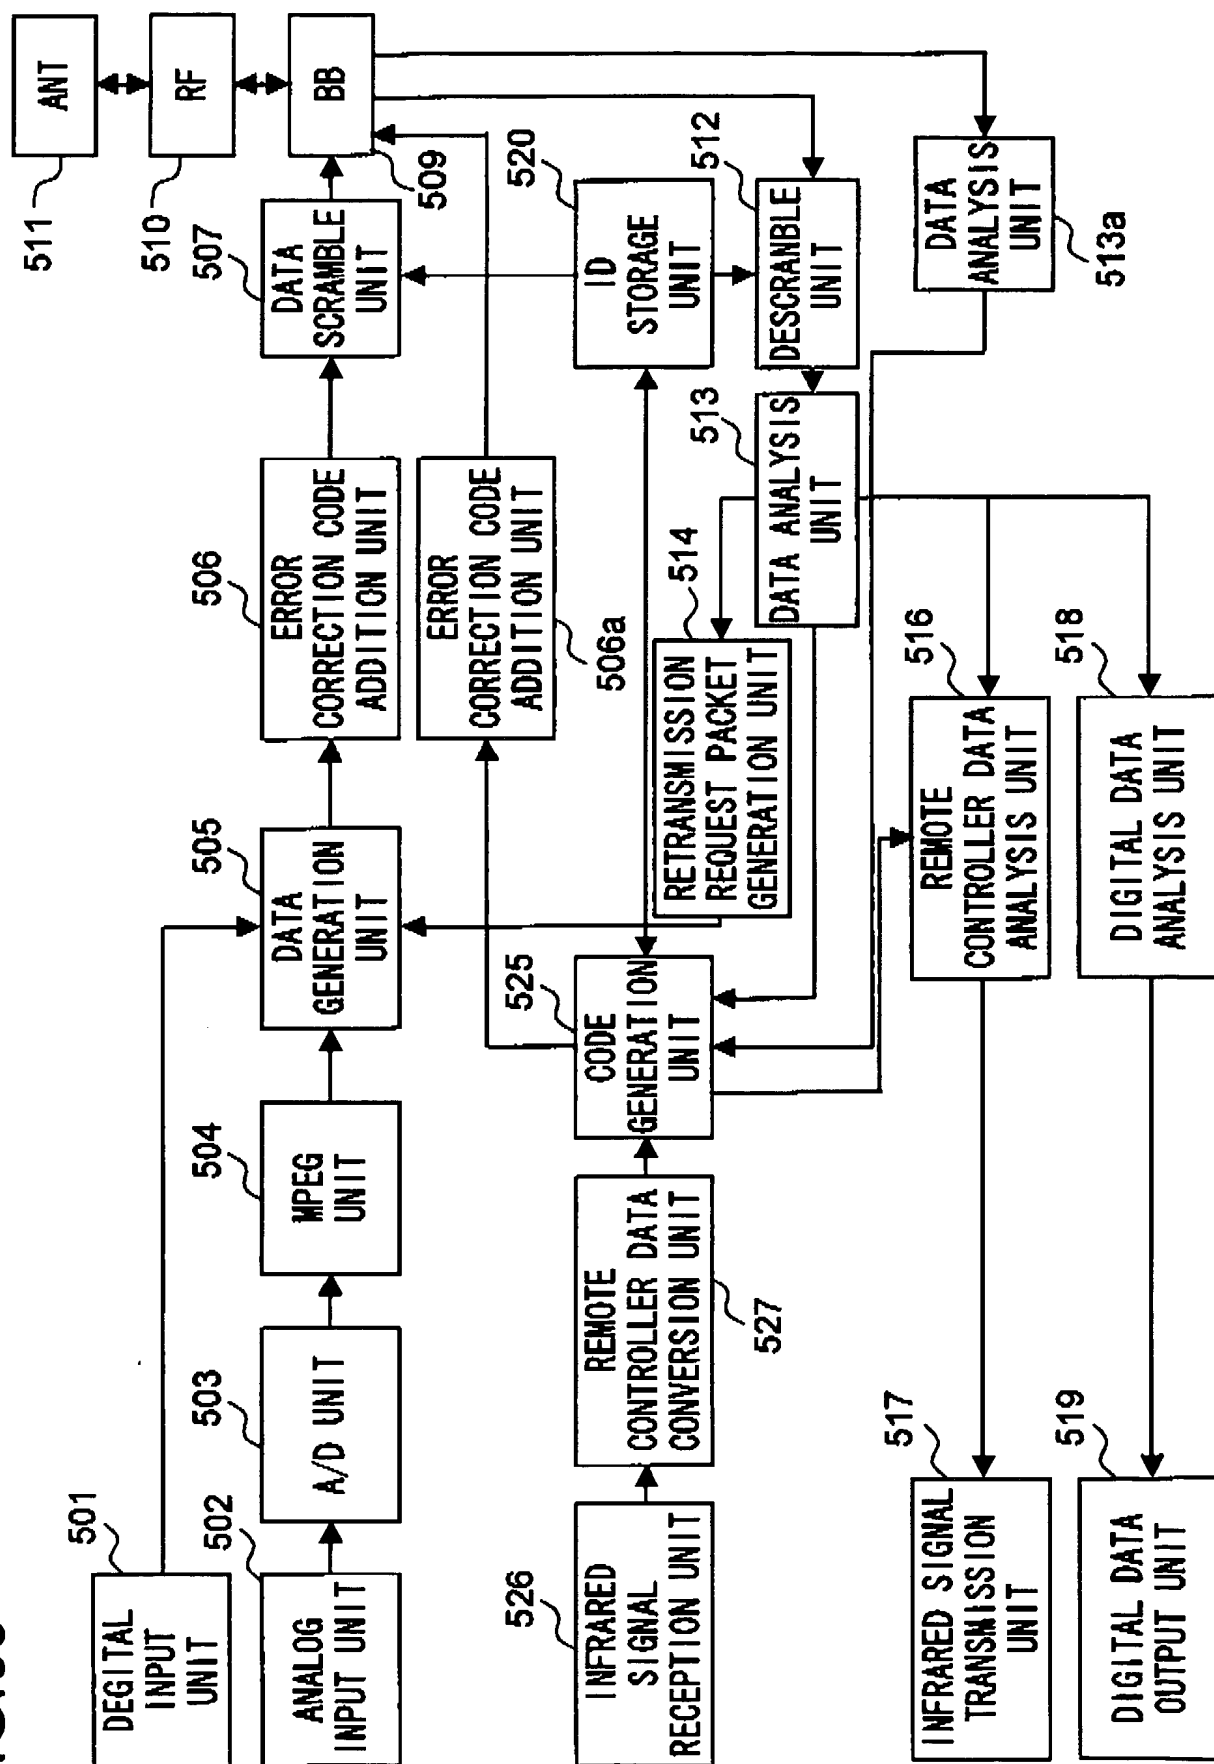 DEGITAL
INPUT
UNIT
501
ANALOG
INPUT UNIT
502
A/D UNIT
503
MPEG
UNIT
504
DATA
GENERATION
UNIT
505
ERROR
CORRECTION CODE
ADDITION UNIT
506
DATA
SCRAMBLE
UNIT
507
BB
509
RF
510
ANT
511
ERROR
CORRECTION CODE
ADDITION UNIT
506a
INFRARED
SIGNAL
RECEPTION UNIT
526
REMOTE
CONTROLLER DATA
CONVERSION UNIT
527
CODE
GENERATION
UNIT
525
ID
STORAGE
UNIT
520
RETRANSMISSION
REQUEST PACKET
GENERATION UNIT
514
DATA ANALYSIS
UNIT
513
DESCRANBLE
UNIT
512
DATA
ANALYSIS
UNIT
513a
INFRARED SIGNAL
TRANSMISSION
UNIT
517
REMOTE
CONTROLLER DATA
ANALYSIS UNIT
516
DIGITAL DATA
OUTPUT UNIT
519
DIGITAL DATA
ANALYSIS UNIT
518